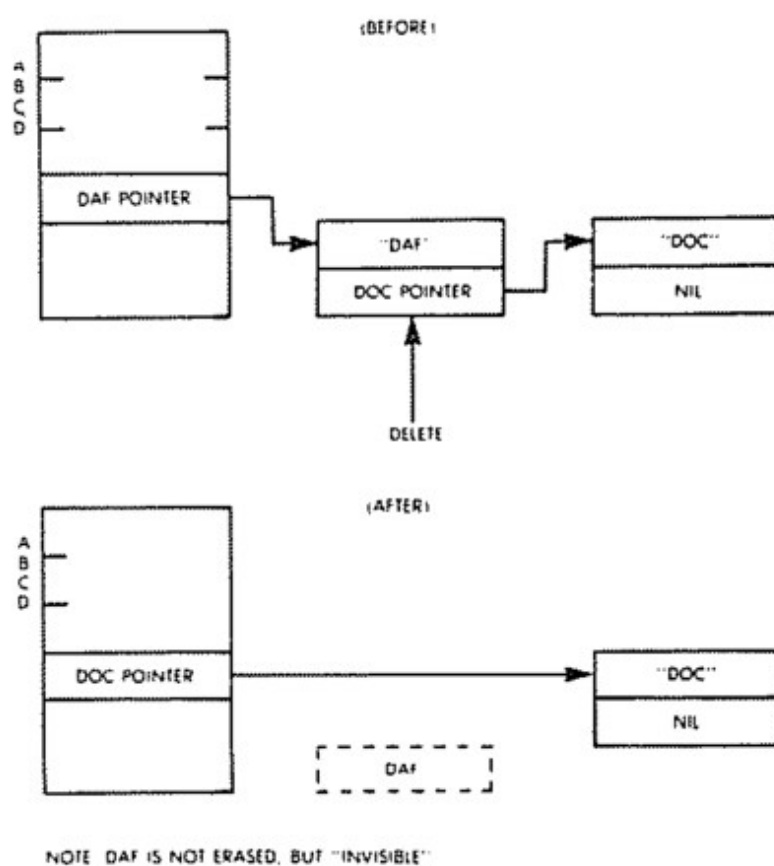 (BEFORE)
A
B
C
D
DAF POINTER
"DAF"
DOC POINTER
"DOC"
NIL
DELETE
(AFTER)
A
B
C
D
DOC POINTER
"DOC"
NIL
DAF
NOTE DAF IS NOT ERASED, BUT "INVISIBLE"